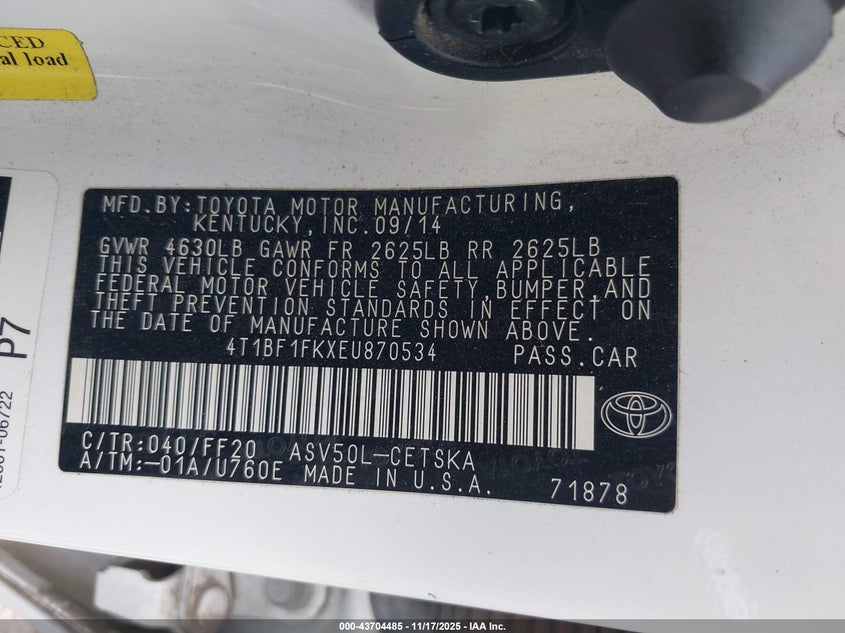 CED
al load
P7
06722
MFD.BY:TOYOTA MOTOR MANUFACTURING,
KENTUCKY,INC.09/14
GVWR 4630LB GAWR FR 2625LB RR 2625LB
THIS VEHICLE CONFORMS TO ALL APPLICABLE
FEDERAL MOTOR VEHICLE SAFETY,BUMPER,AND
THEFT PREVENTION STANDARDS IN EFFECT ON
THE DATE OF MANUFACTURE SHOWN ABOVE.
4T1BF1FKXEU870534 PASS.CAR
C/TR:040/FF20 ASV50L-CETSKA
A/TM:-01A/U760E MADE IN U.S.A. 71878
000-43704485 - 11/17/2025 - IAA Inc.